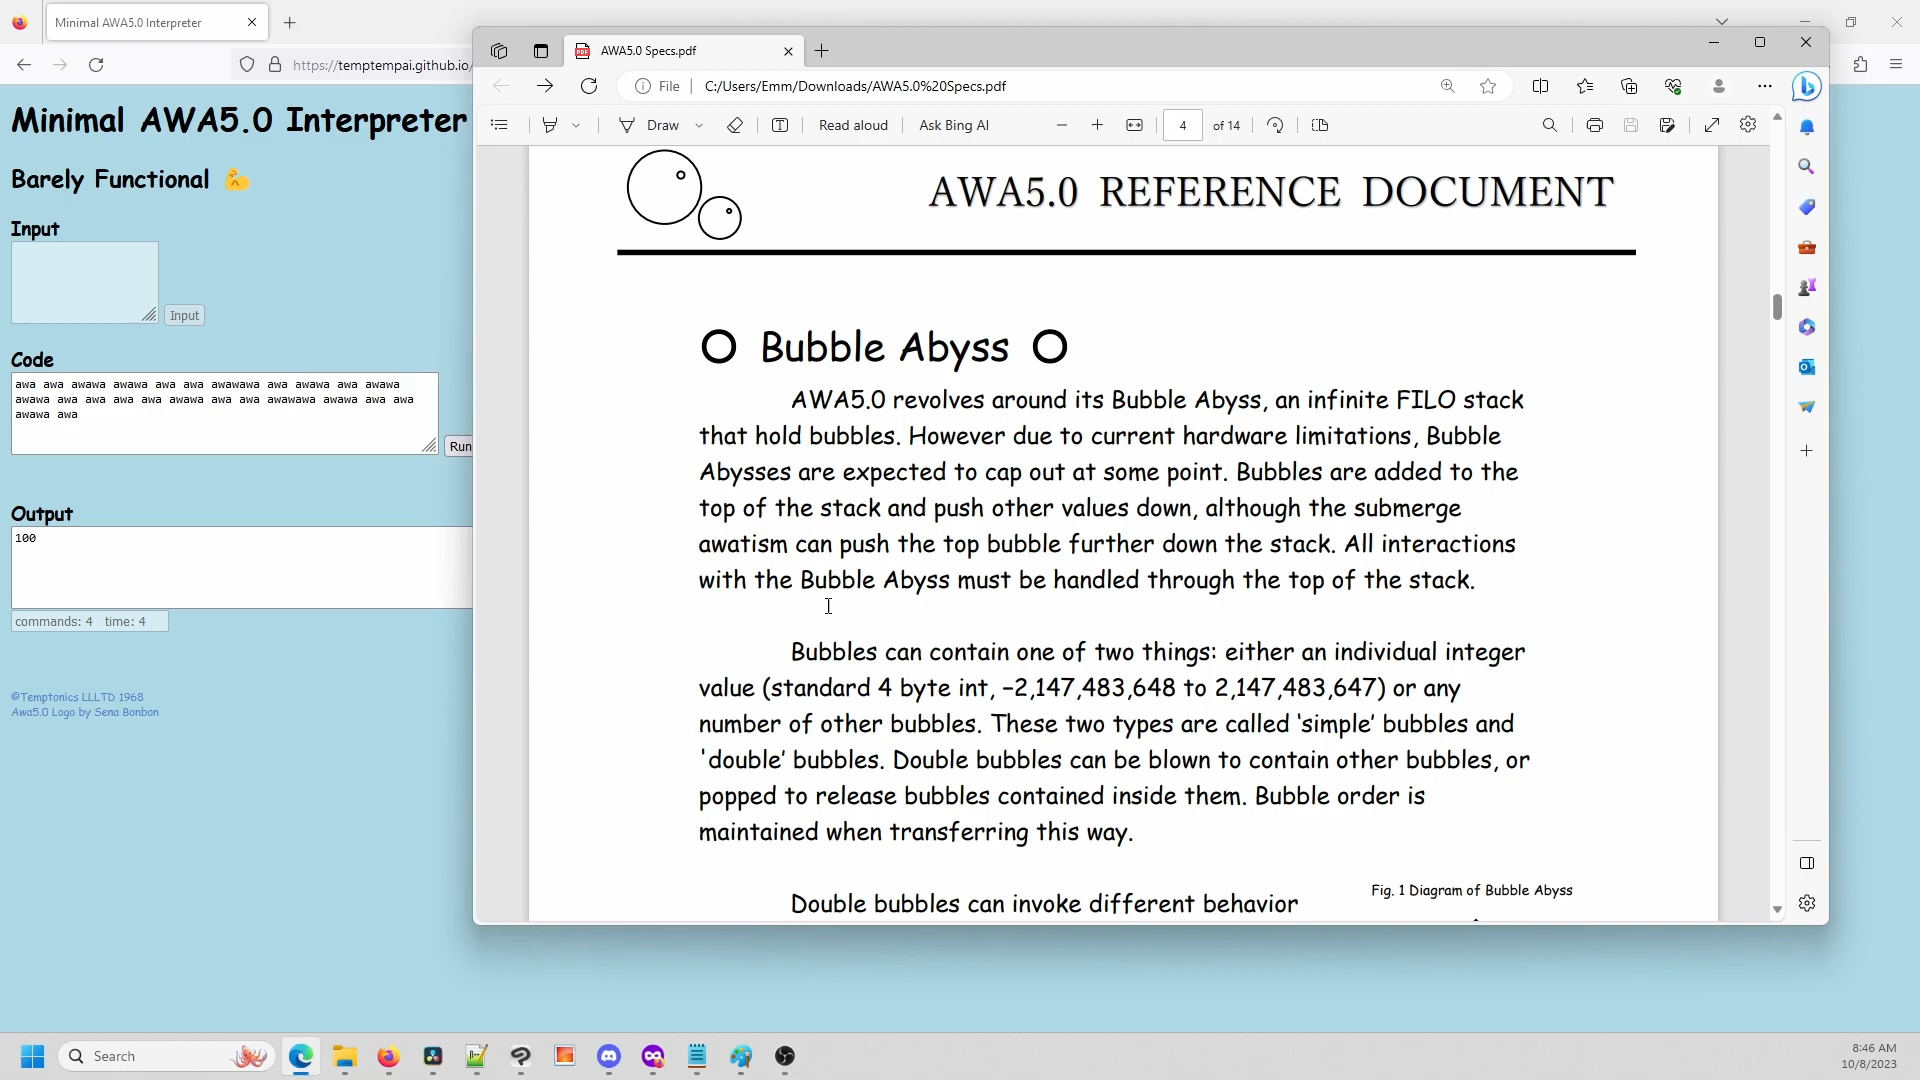 Minimal AWA5.0 Interpreter
https://temptempai.github.io/
Minimal AWA5.0 Interpreter
Barely Functional 💪
Input
Input
Code
awa awa awawa awawa awa awa awawawa awa awawa awa awawa
awawa awa awa awa awa awawa awa awa awawawa awawa awa awa
awawa awa
Run
Output
100
commands: 4 time: 4
©Temptonics LLLTD 1968
Awa5.0 Logo by Sena Bonbon
AWA5.0 Specs.pdf
File
C:/Users/Emm/Downloads/AWA5.0%20Specs.pdf
Draw
Read aloud
Ask Bing AI
4
of 14
AWA5.0 REFERENCE DOCUMENT
Bubble Abyss
AWA5.0 revolves around its Bubble Abyss, an infinite FILO stack
that hold bubbles. However due to current hardware limitations, Bubble
Abysses are expected to cap out at some point. Bubbles are added to the
top of the stack and push other values down, although the submerge
awatism can push the top bubble further down the stack. All interactions
with the Bubble Abyss must be handled through the top of the stack.
Bubbles can contain one of two things: either an individual integer
value (standard 4 byte int, -2,147,483,648 to 2,147,483,647) or any
number of other bubbles. These two types are called 'simple' bubbles and
'double' bubbles. Double bubbles can be blown to contain other bubbles, or
popped to release bubbles contained inside them. Bubble order is
maintained when transferring this way.
Fig. 1 Diagram of Bubble Abyss
Double bubbles can invoke different behavior
Search
8:46 AM
10/8/2023